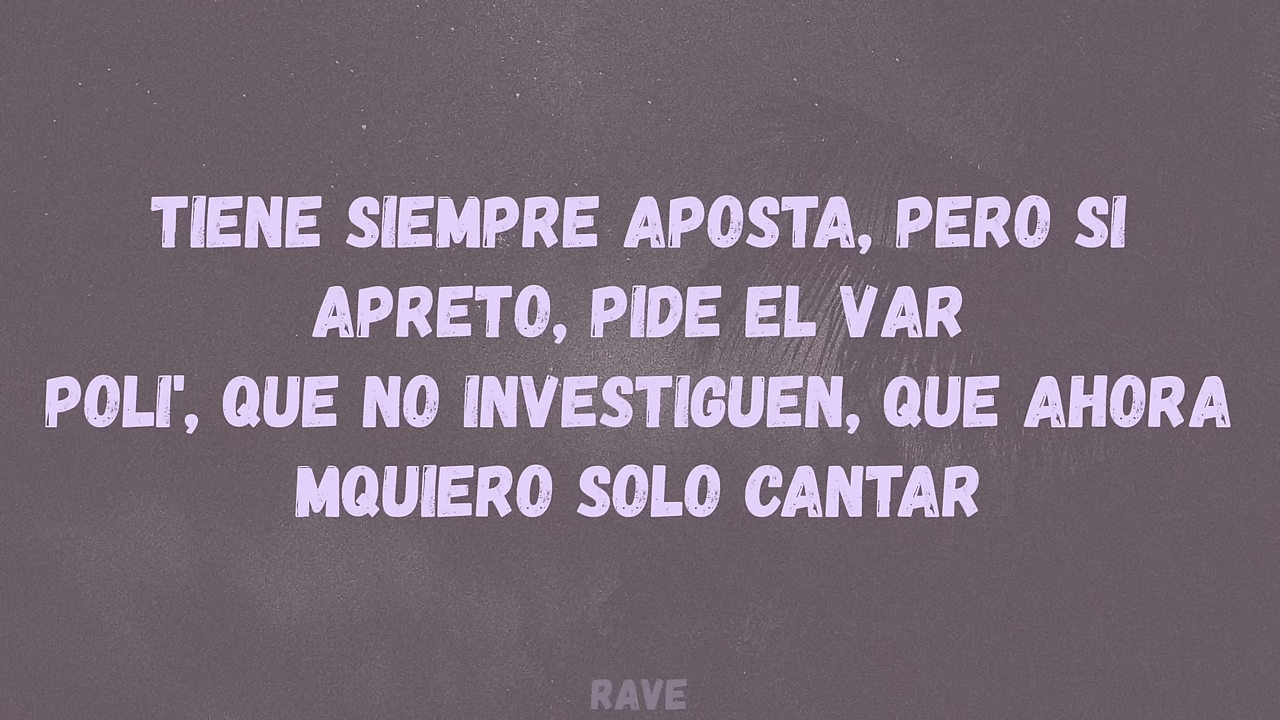 TIENE SIEMPRE APOSTA, PERO SI
APRETO, PIDE EL VAR
POLI', QUE NO INVESTIGUEN, QUE AHORA
MQUIERO SOLO CANTAR
RAVE